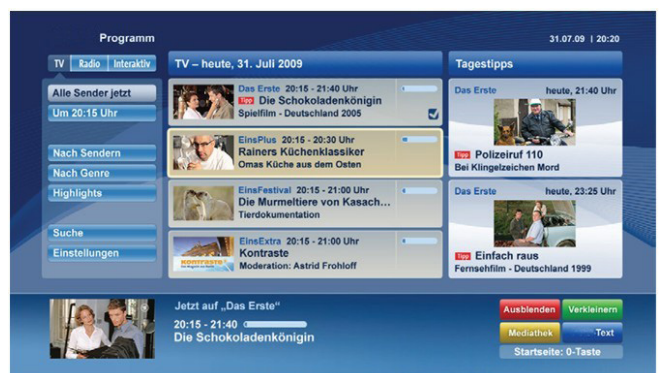 Programm
31.07.09 | 20:20
TV Radio Interaktiv
TV – heute, 31. Juli 2009
Tagestipps
Alle Sender jetzt
Um 20:15 Uhr
Nach Sendern
Nach Genre
Highlights
Suche
Einstellungen
Das Erste 20:15 - 21:40 Uhr
Tipp Die Schokoladenkönigin
Spielfilm - Deutschland 2005
EinsPlus 20:15 - 20:30 Uhr
Rainers Küchenklassiker
Omas Küche aus dem Osten
EinsFestival 20:15 - 21:00 Uhr
Die Murmeltiere von Kasach...
Tierdokumentation
KONTRASTE
EinsExtra 20:15 - 21:00 Uhr
Kontraste
Moderation: Astrid Frohloff
Das Erste heute, 21:40 Uhr
Tipp Polizeiruf 110
Bei Klingelzeichen Mord
Das Erste heute, 23:25 Uhr
Tipp Einfach raus
Fernsehfilm - Deutschland 1999
Jetzt auf „Das Erste“
20:15 - 21:40
Die Schokoladenkönigin
Ausblenden Verkleinern
Mediathek Text
Startseite: 0-Taste